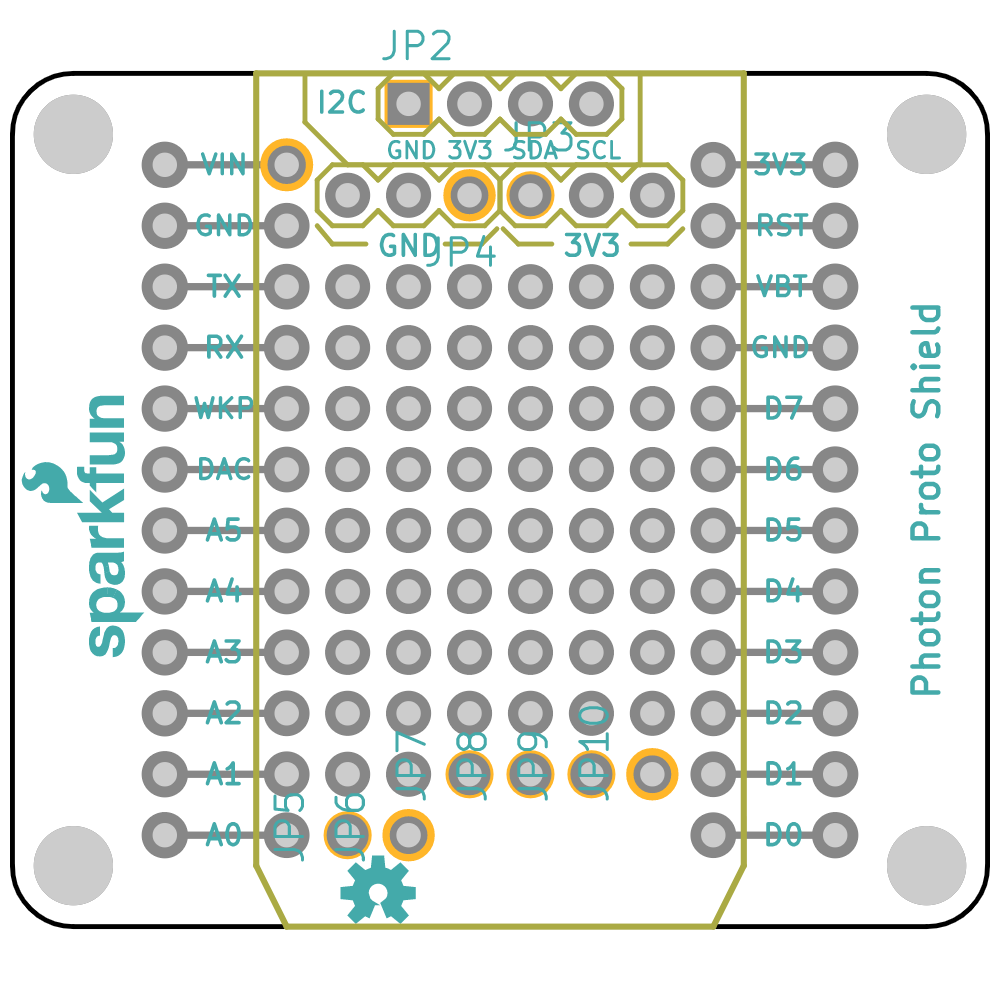 JP2
I2C
JP3
GND 3V3 SDA SCL
VIN 3V3
GND RST
GND 3V3
JP4
TX VBT
RX GND
WKP D7
DAC D6
A5 D5
A4 D4
A3 D3
A2 D2
A1 D1
A0 D0
JP5
JP6
JP7
JP8
JP9
JP10
sparkfun
Photon Proto Shield